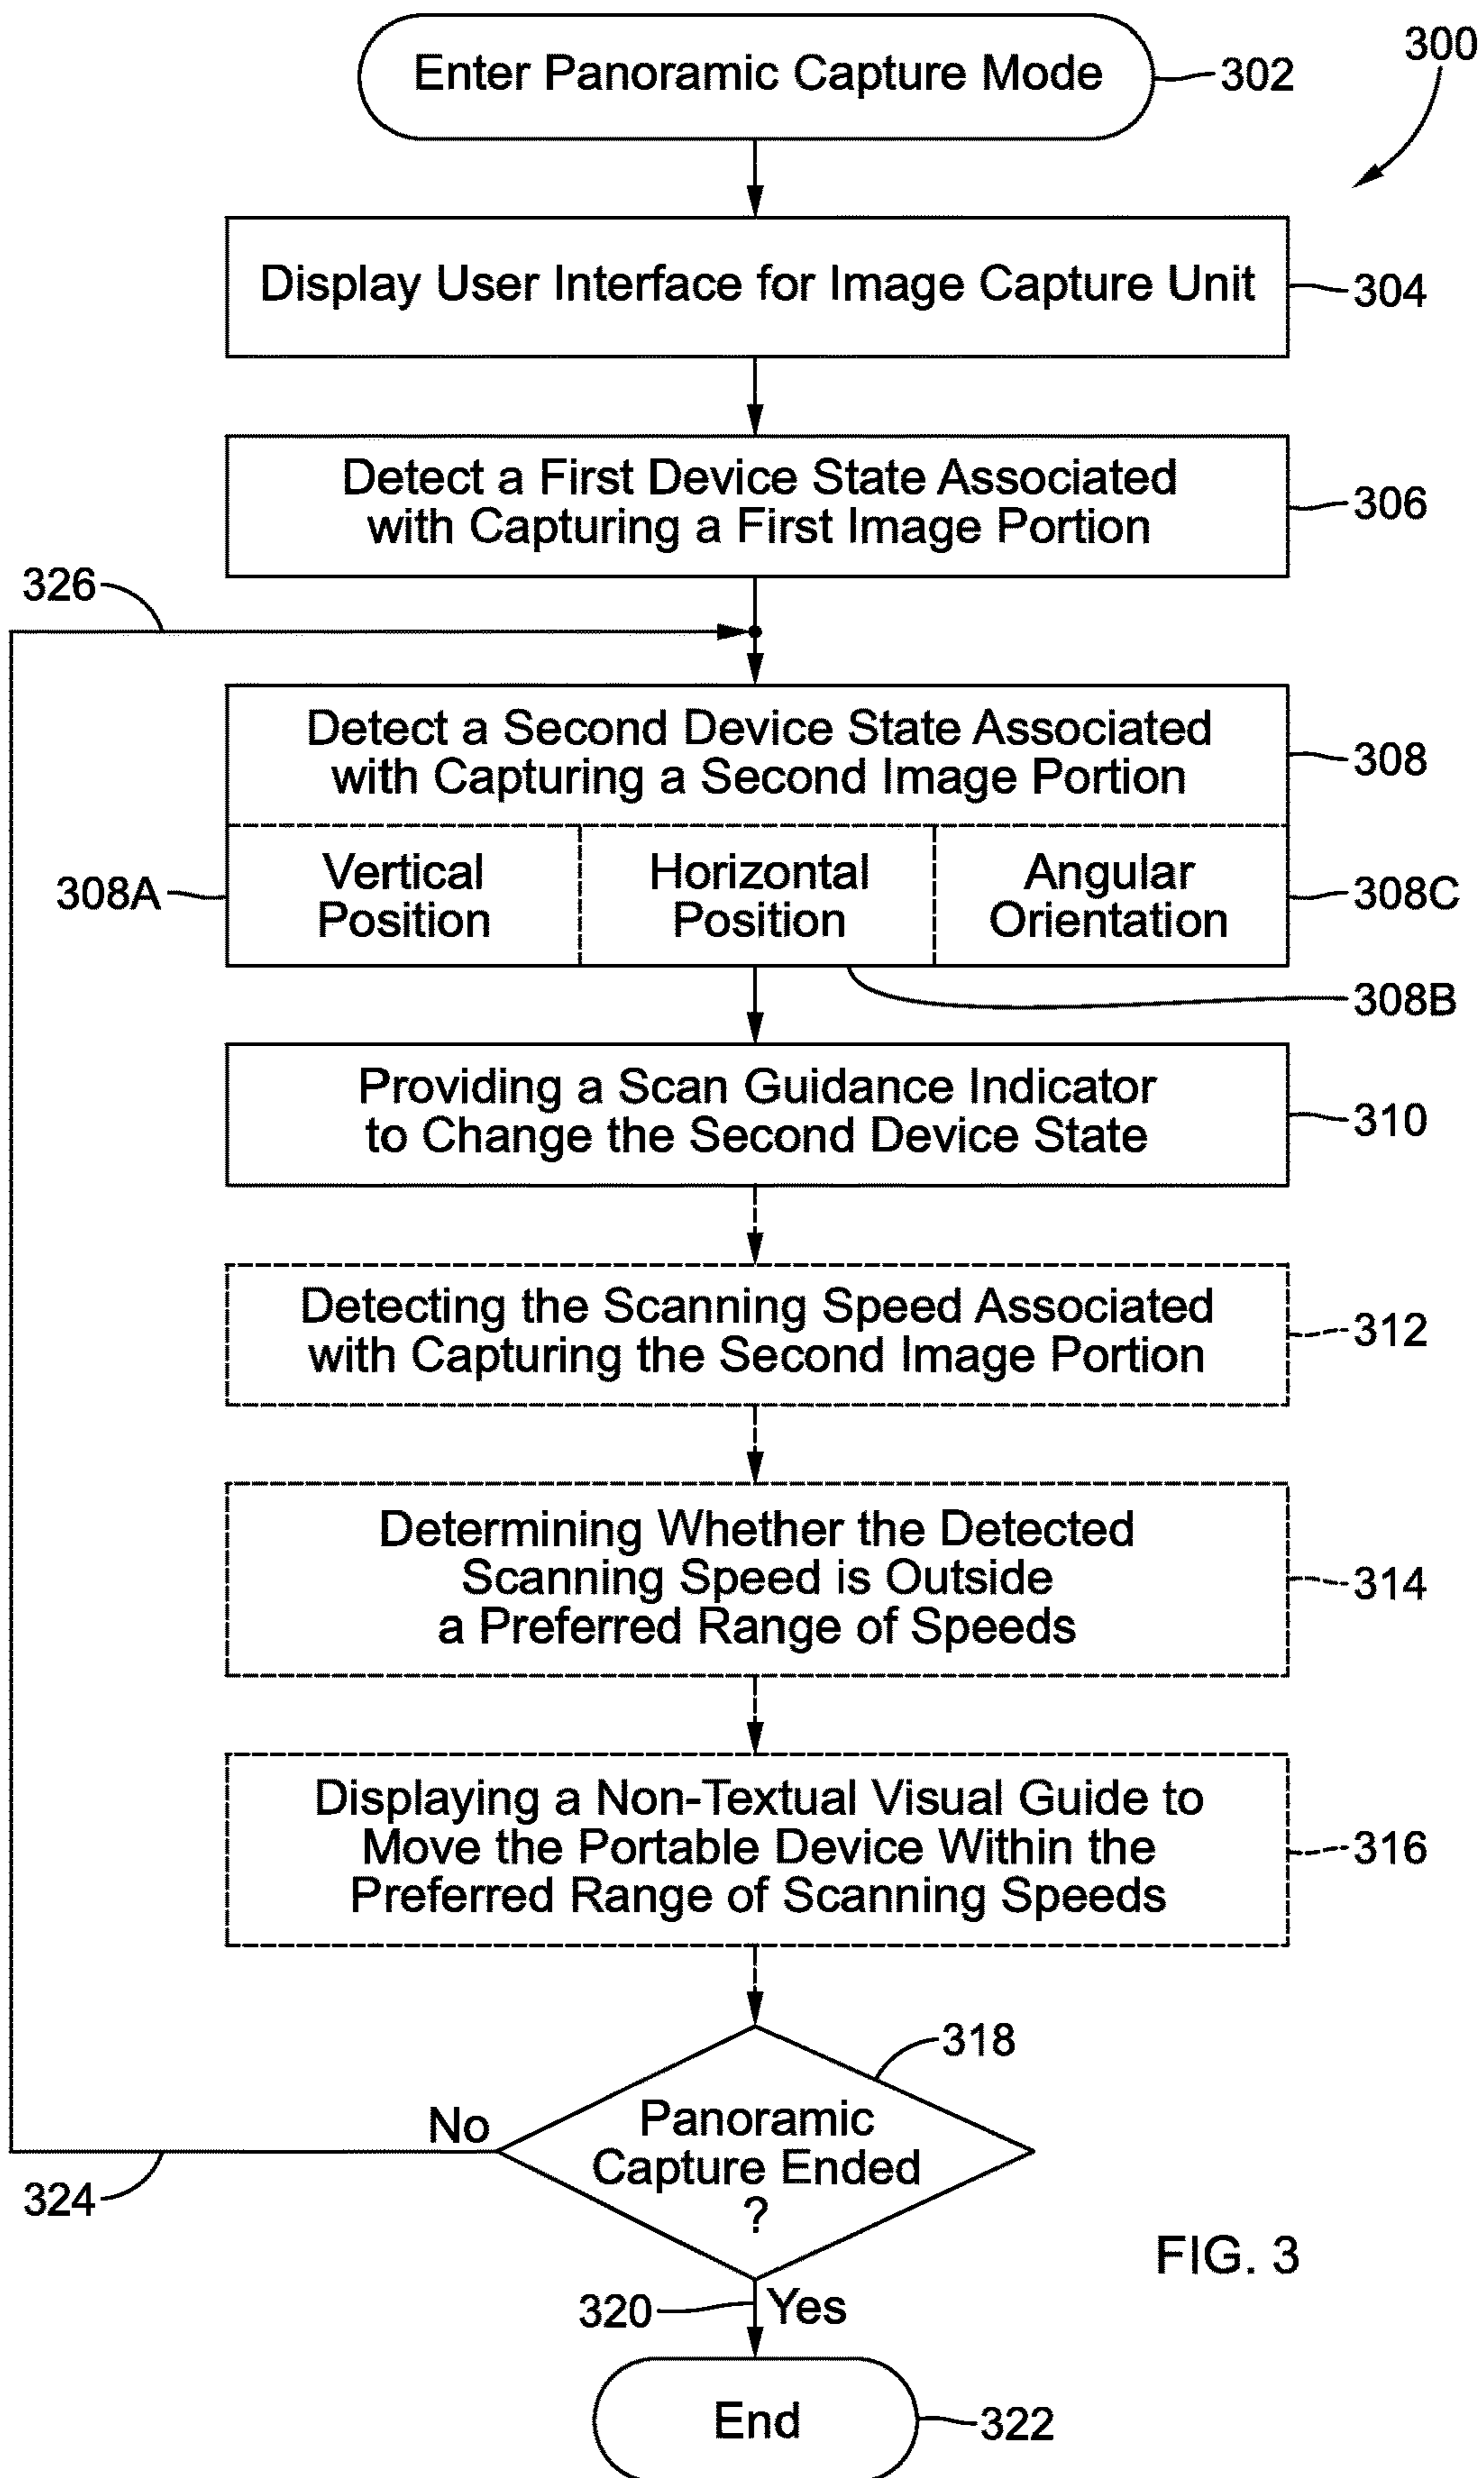 300
Enter Panoramic Capture Mode
302
Display User Interface for Image Capture Unit
304
Detect a First Device State Associated
with Capturing a First Image Portion
306
326
Detect a Second Device State Associated
with Capturing a Second Image Portion
308
308A
Vertical
Position
Horizontal
Position
Angular
Orientation
308C
308B
Providing a Scan Guidance Indicator
to Change the Second Device State
310
Detecting the Scanning Speed Associated
with Capturing the Second Image Portion
312
Determining Whether the Detected
Scanning Speed is Outside
a Preferred Range of Speeds
314
Displaying a Non-Textual Visual Guide to
Move the Portable Device Within the
Preferred Range of Scanning Speeds
316
318
Panoramic
Capture Ended
?
No
324
320
Yes
FIG. 3
End
322